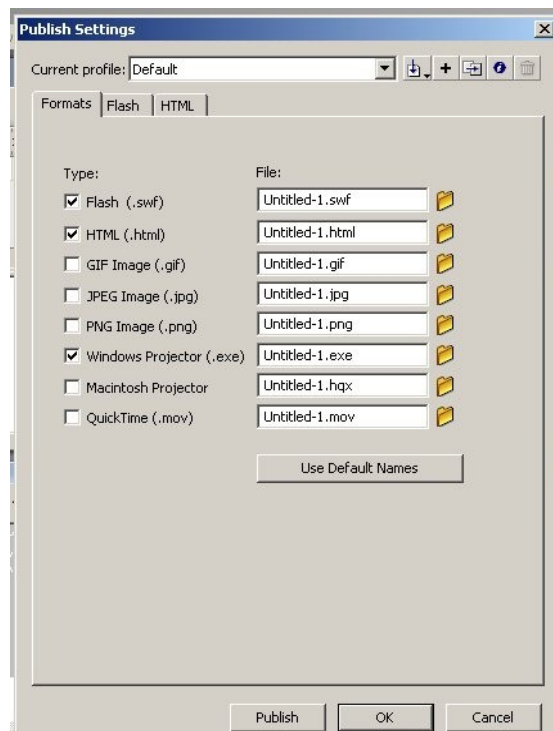 Publish Settings
Current profile: Default
Formats Flash HTML
Type: File:
Flash (.swf) Untitled-1.swf
HTML (.html) Untitled-1.html
GIF Image (.gif) Untitled-1.gif
JPEG Image (.jpg) Untitled-1.jpg
PNG Image (.png) Untitled-1.png
Windows Projector (.exe) Untitled-1.exe
Macintosh Projector Untitled-1.hqx
QuickTime (.mov) Untitled-1.mov
Use Default Names
Publish OK Cancel